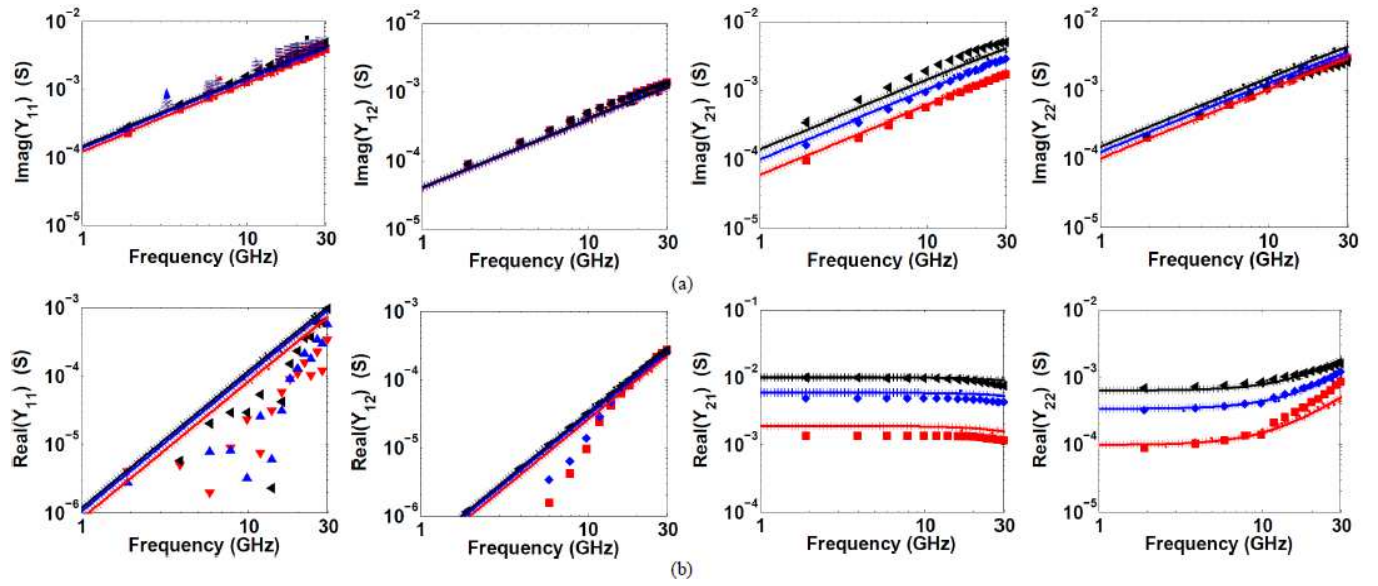 10⁻² 10⁻³ 10⁻⁴ 10⁻⁵
Imag(Y₁₁) (S)
1 10 30
Frequency (GHz)
10⁻² 10⁻³ 10⁻⁴ 10⁻⁵
Imag(Y₁₂) (S)
1 10 30
Frequency (GHz)
10⁻² 10⁻³ 10⁻⁴ 10⁻⁵
Imag(Y₂₁) (S)
1 10 30
Frequency (GHz)
10⁻² 10⁻³ 10⁻⁴ 10⁻⁵
Imag(Y₂₂) (S)
1 10 30
Frequency (GHz)
(a)
10⁻³ 10⁻⁴ 10⁻⁵ 10⁻⁶
Real(Y₁₁) (S)
1 10 30
Frequency (GHz)
10⁻³ 10⁻⁴ 10⁻⁵ 10⁻⁶
Real(Y₁₂) (S)
1 10 30
Frequency (GHz)
10⁻¹ 10⁻² 10⁻³ 10⁻⁴
Real(Y₂₁) (S)
1 10 30
Frequency (GHz)
10⁻² 10⁻³ 10⁻⁴ 10⁻⁵
Real(Y₂₂) (S)
1 10 30
Frequency (GHz)
(b)